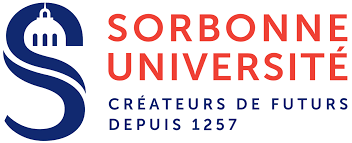 SORBONNE
UNIVERSITÉ
CRÉATEURS DE FUTURS
DEPUIS 1257